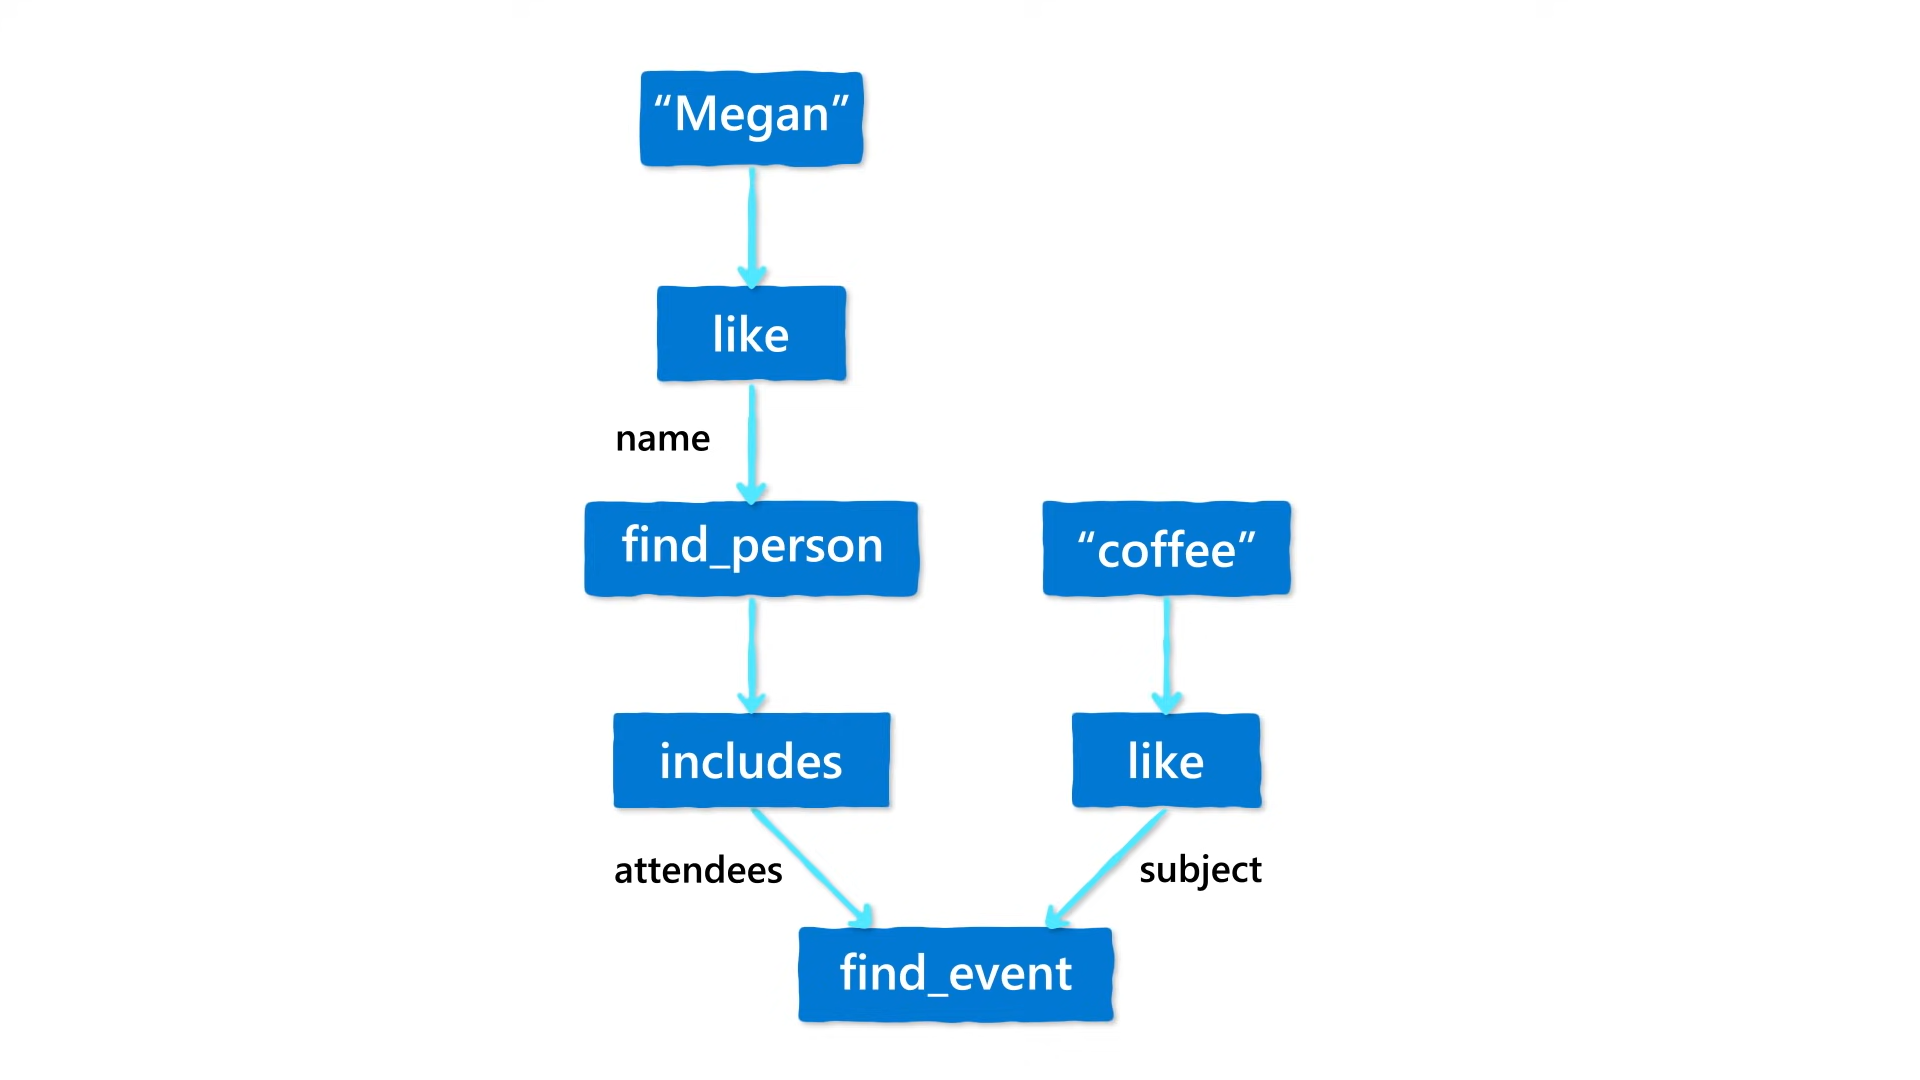 “Megan”
like
name
find_person
“coffee”
includes
like
attendees
subject
find_event